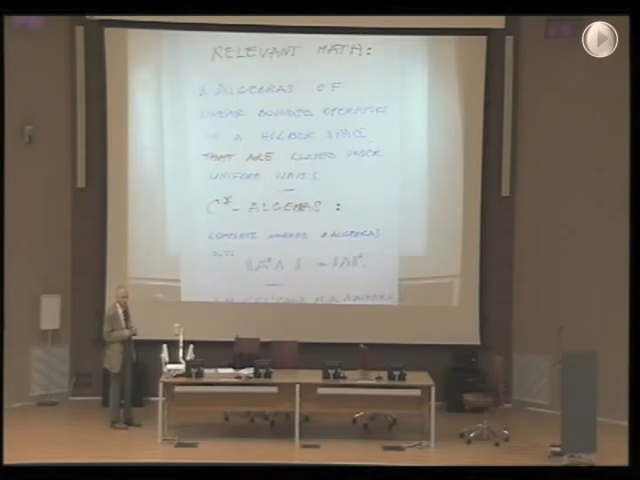 RELEVANT MATH:
* ALGEBRAS OF
LINEAR BOUNDED OPERATORS
A HILBERT SPACE
THAT ARE CLOSED UNDER
UNIFORM LIMITS
C*- ALGEBRAS :
COMPLETE NORMED * ALGEBRAS
||A*A|| = ||A||².